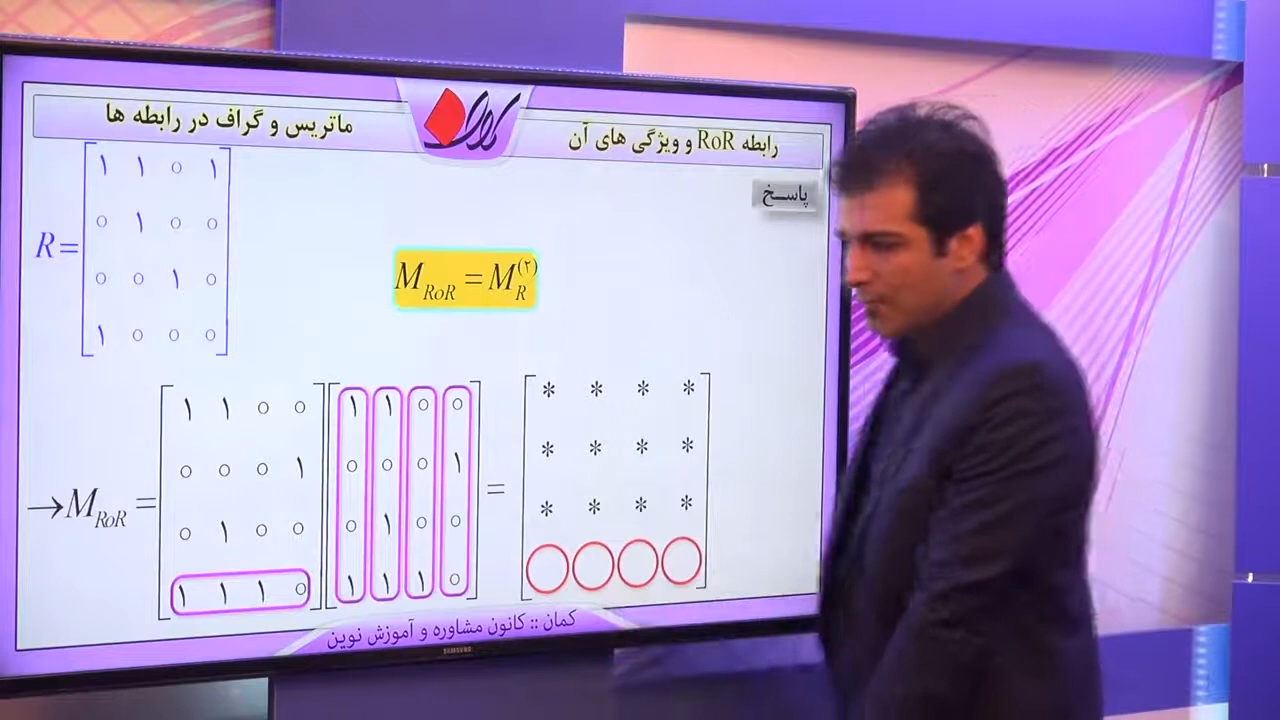 رابطه RoR و ویژگی های آن
ماتریس و گراف در رابطه ها
پاسخ
R = [
۱ ۱ ۰ ۱
۰ ۱ ۰ ۰
۰ ۰ ۱ ۰
۱ ۰ ۰ ۰
]
M_RoR = M_R^(۲)
→ M_RoR = [
۱ ۱ ۰ ۰
۰ ۰ ۰ ۱
۰ ۱ ۰ ۰
۱ ۱ ۱ ۰
] [
۱ ۱ ۰ ۰
۰ ۰ ۰ ۱
۰ ۱ ۰ ۰
۱ ۱ ۱ ۰
] = [
* * * *
* * * *
* * * *
]
کمان :: کانون مشاوره و آموزش نوین
SAMSUNG